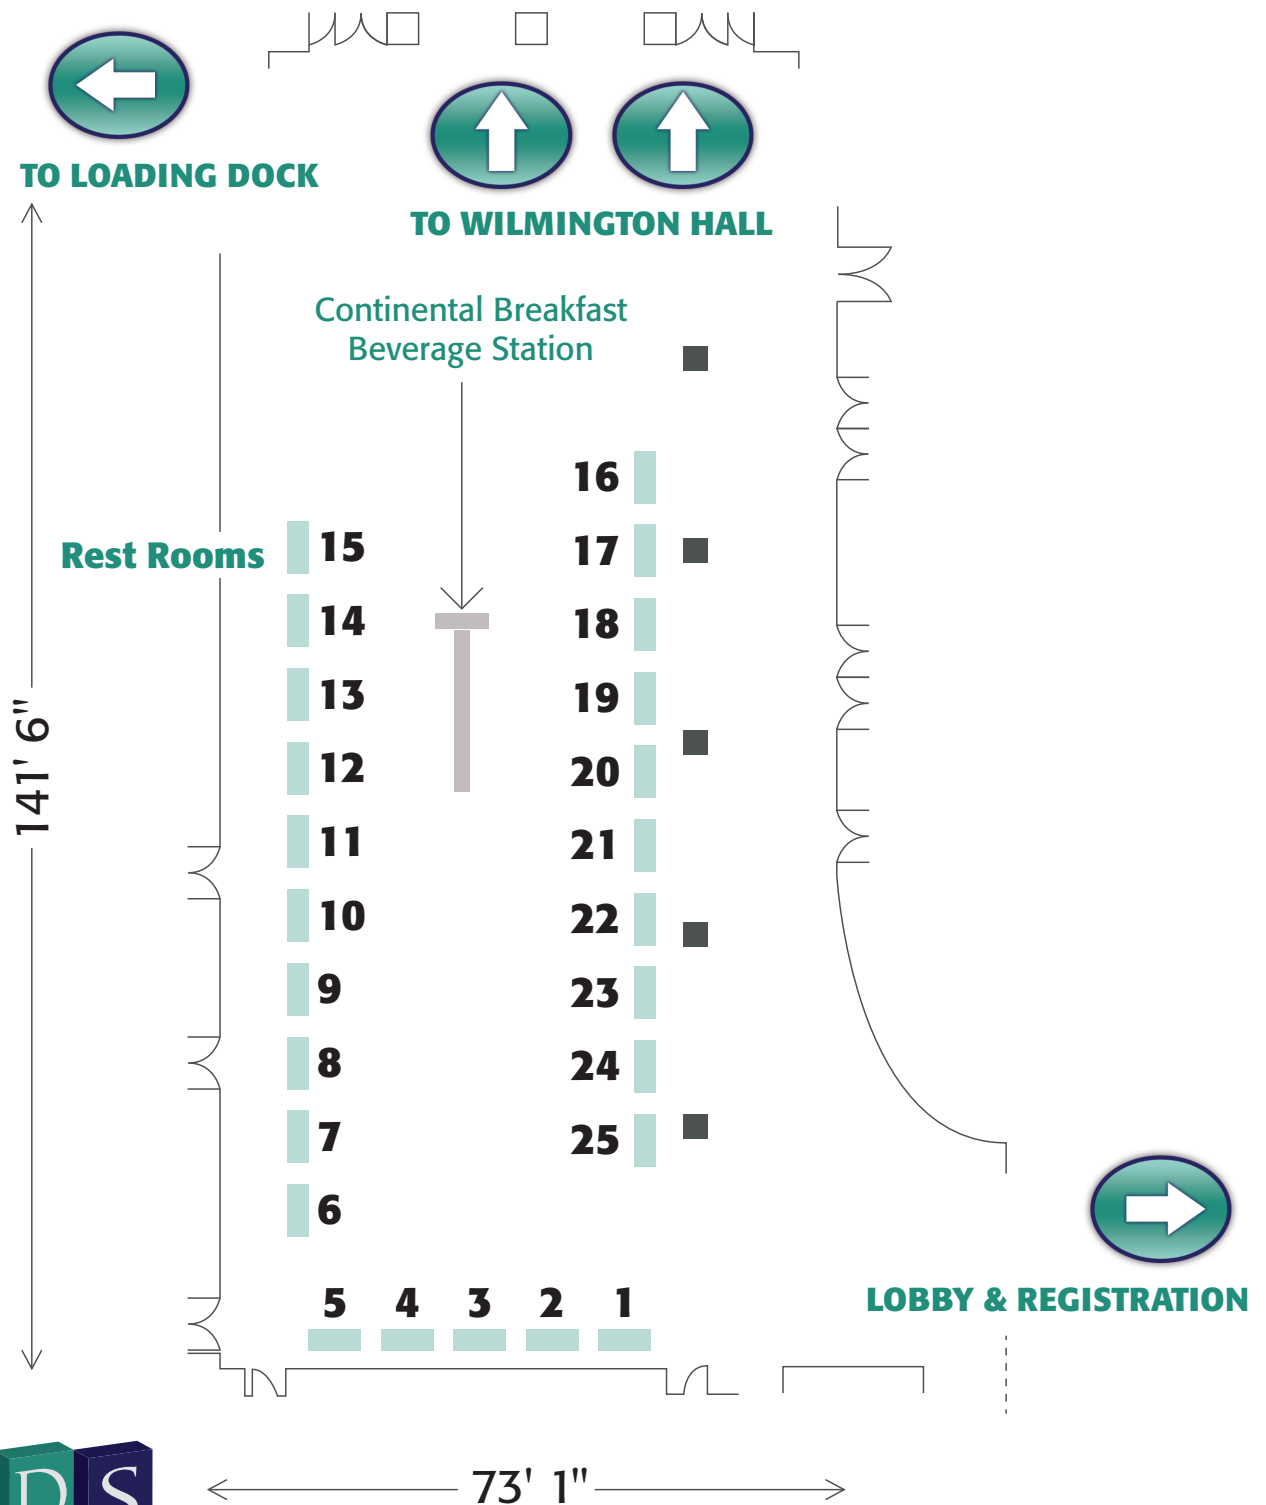 TO LOADING DOCK
TO WILMINGTON HALL
Continental Breakfast
Beverage Station
16
Rest Rooms
15
17
14
18
13
19
141' 6"
12
20
11
21
10
22
9
23
8
24
7
25
6
5 4 3 2 1
LOBBY & REGISTRATION
73' 1"
D S